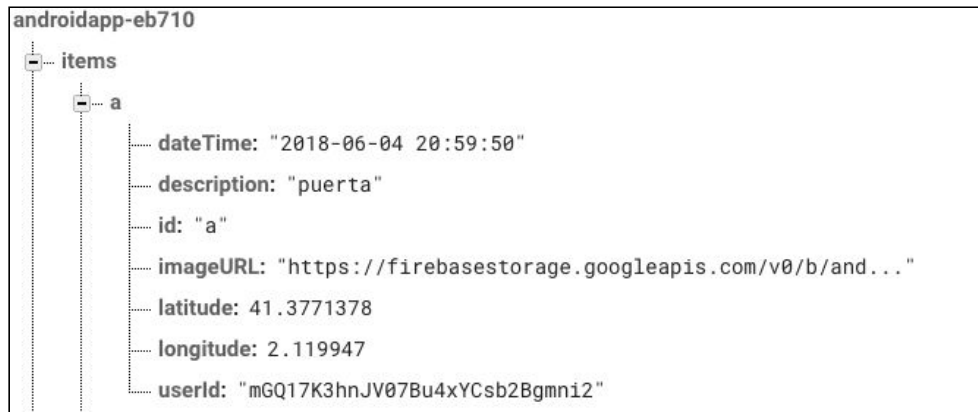 androidapp-eb710
items
a
dateTime: "2018-06-04 20:59:50"
description: "puerta"
id: "a"
imageURL: "https://firebasestorage.googleapis.com/v0/b/and..."
latitude: 41.3771378
longitude: 2.119947
userId: "mGQ17K3hnJV07Bu4xYCsb2Bgmni2"